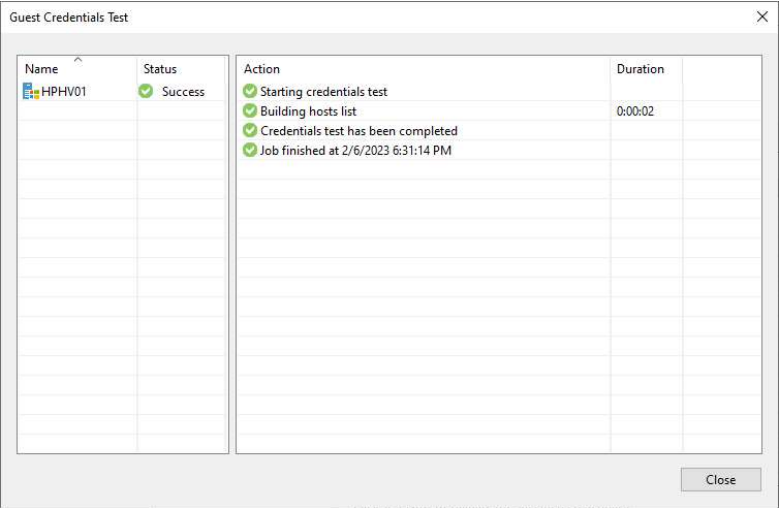 Guest Credentials Test
Name Status
HPHV01 Success
Action Duration
Starting credentials test
Building hosts list 0:00:02
Credentials test has been completed
Job finished at 2/6/2023 6:31:14 PM
Close